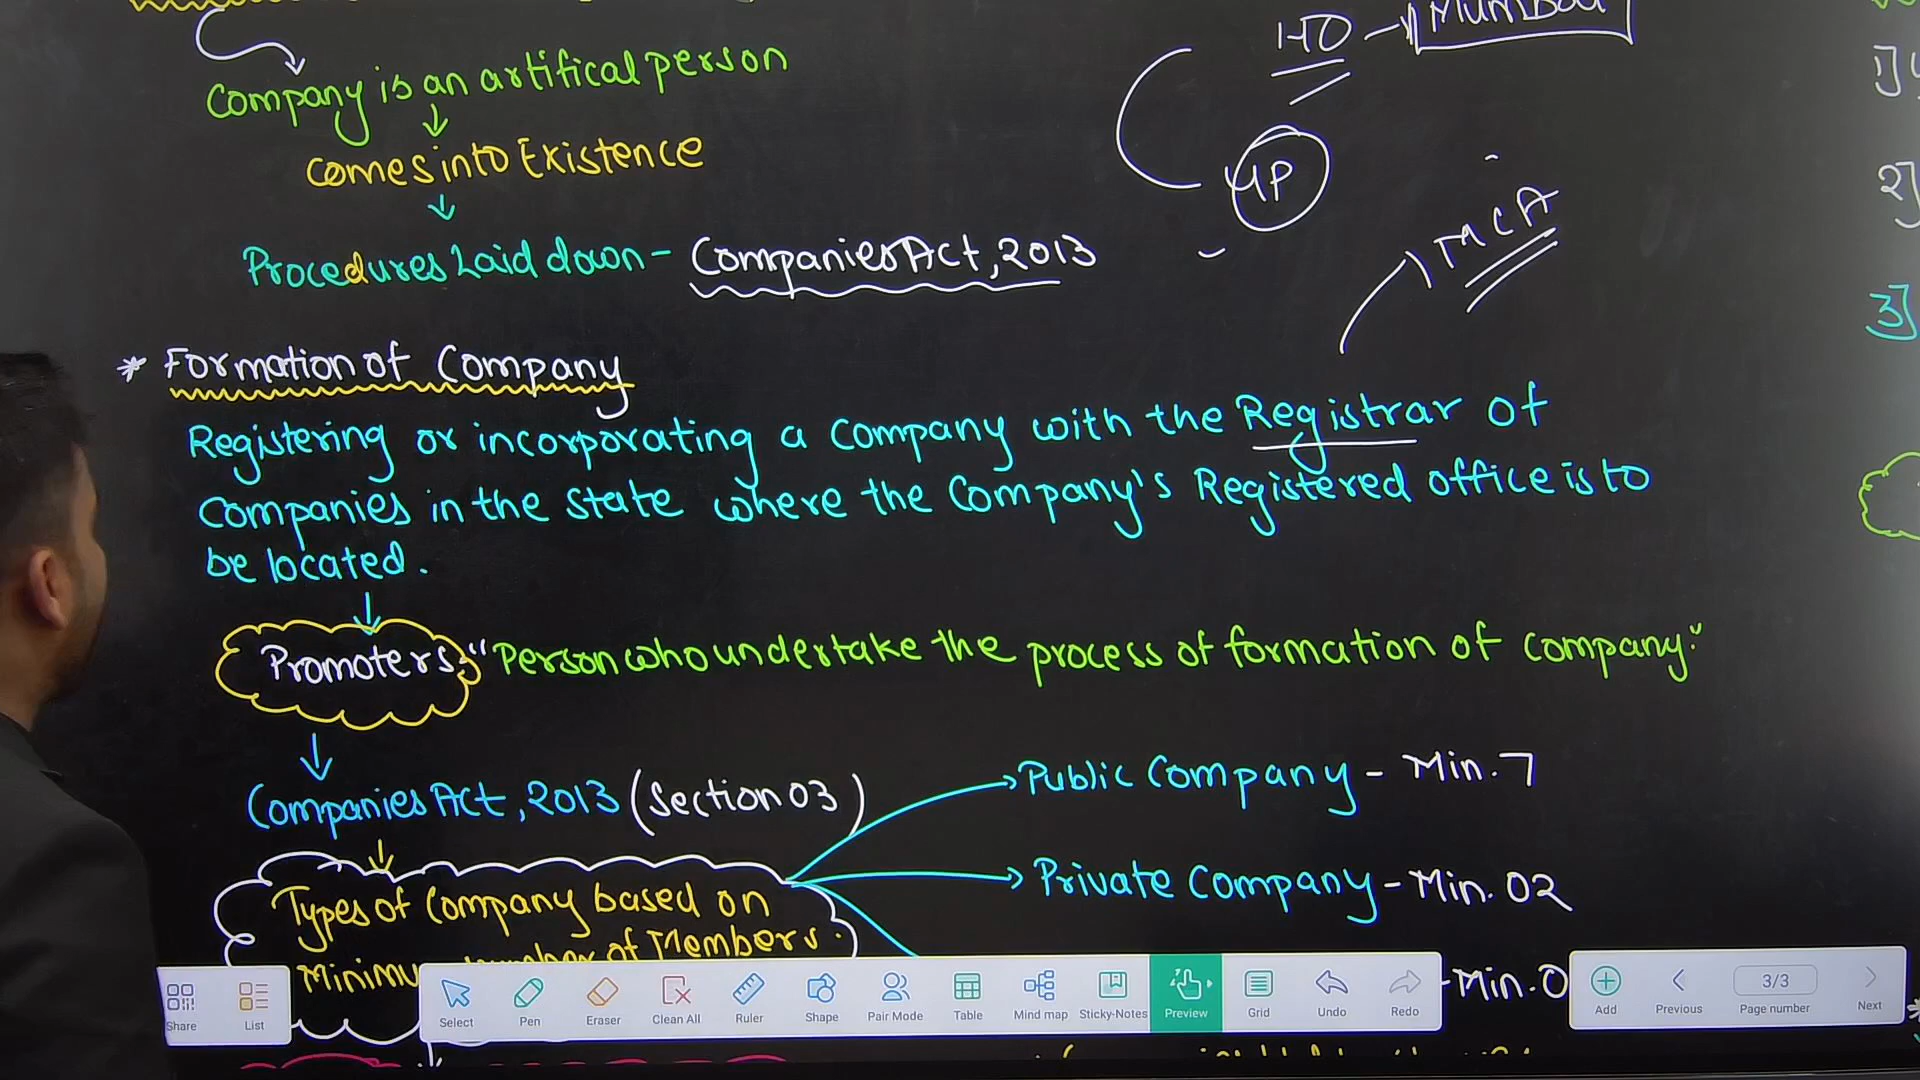 Company is an artifical person
comes into Existence
Procedures Laid down - Companies Act, 2013
HO
UP
MCA
1]
2]
3]
* Formation of Company
Registering or incorporating a company with the Registrar of
Companies in the state where the Company's Registered office is to
be located.
Promoters: "Person who undertake the process of formation of company."
Companies Act, 2013 (Section 03)
Public Company - Min. 7
Private Company - Min. 02
Types of Company based on
of Members.
- Min. 0
Share
List
Select
Pen
Eraser
Clean All
Ruler
Shape
Pair Mode
Table
Mind map
Sticky-Notes
Preview
Grid
Undo
Redo
Add
Previous
3/3
Page number
Next